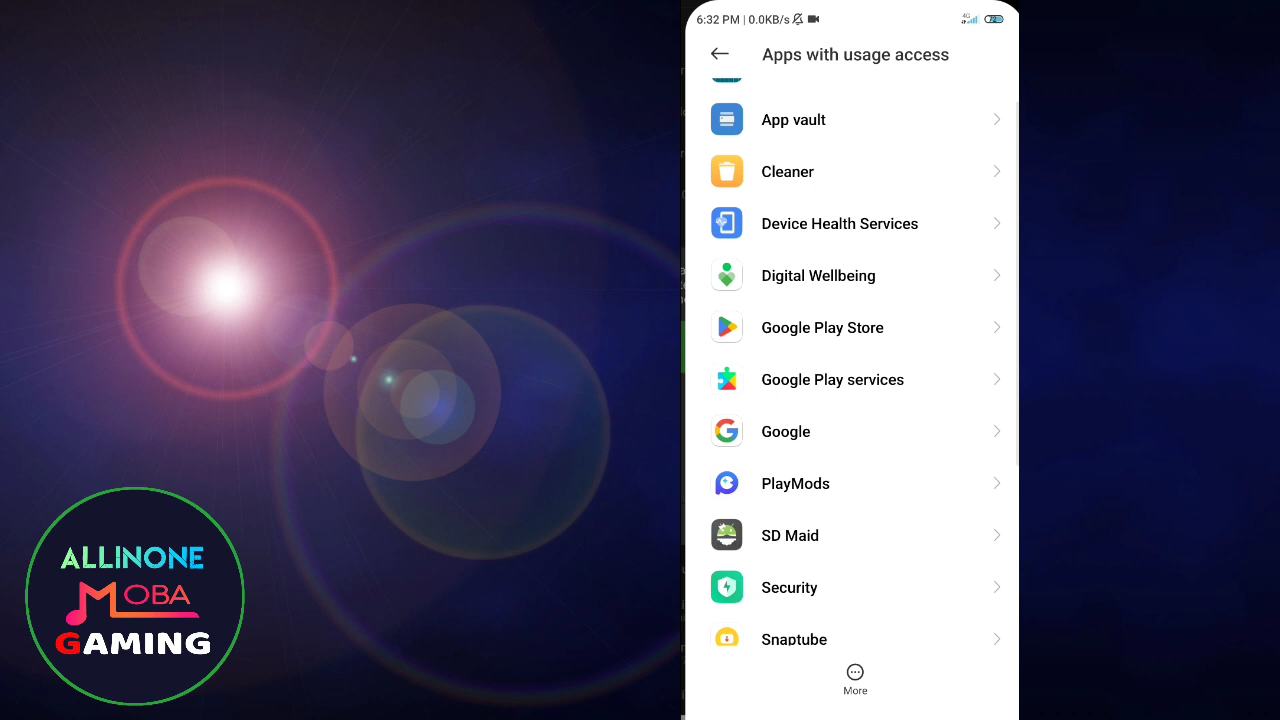 6:32 PM | 0.0KB/s
4G
Apps with usage access
App vault
Cleaner
Device Health Services
Digital Wellbeing
Google Play Store
Google Play services
Google
PlayMods
SD Maid
Security
Snaptube
More
ALLINONE
MOBA
GAMING